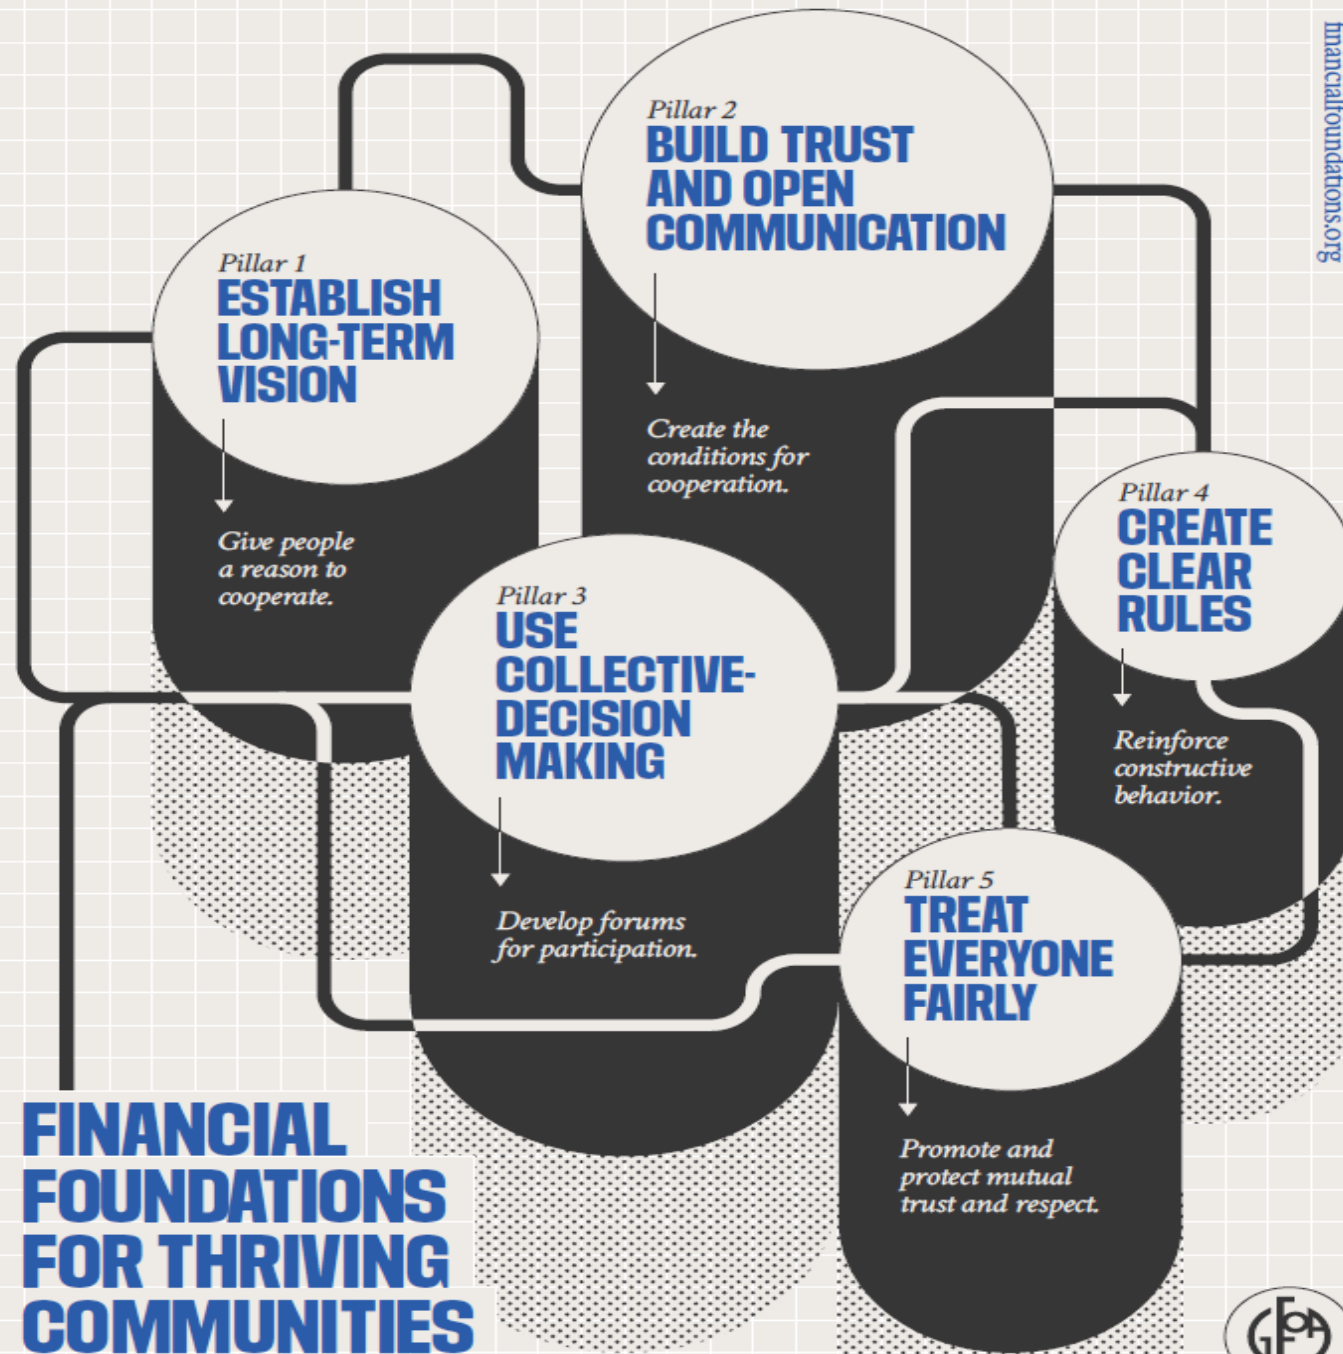 financialfoundations.org
Pillar 2
BUILD TRUST
AND OPEN
COMMUNICATION
Create the
conditions for
cooperation.
Pillar 1
ESTABLISH
LONG-TERM
VISION
Give people
a reason to
cooperate.
Pillar 4
CREATE
CLEAR
RULES
Reinforce
constructive
behavior.
Pillar 3
USE
COLLECTIVE-
DECISION
MAKING
Develop forums
for participation.
Pillar 5
TREAT
EVERYONE
FAIRLY
Promote and
protect mutual
trust and respect.
FINANCIAL
FOUNDATIONS
FOR THRIVING
COMMUNITIES
GFOA